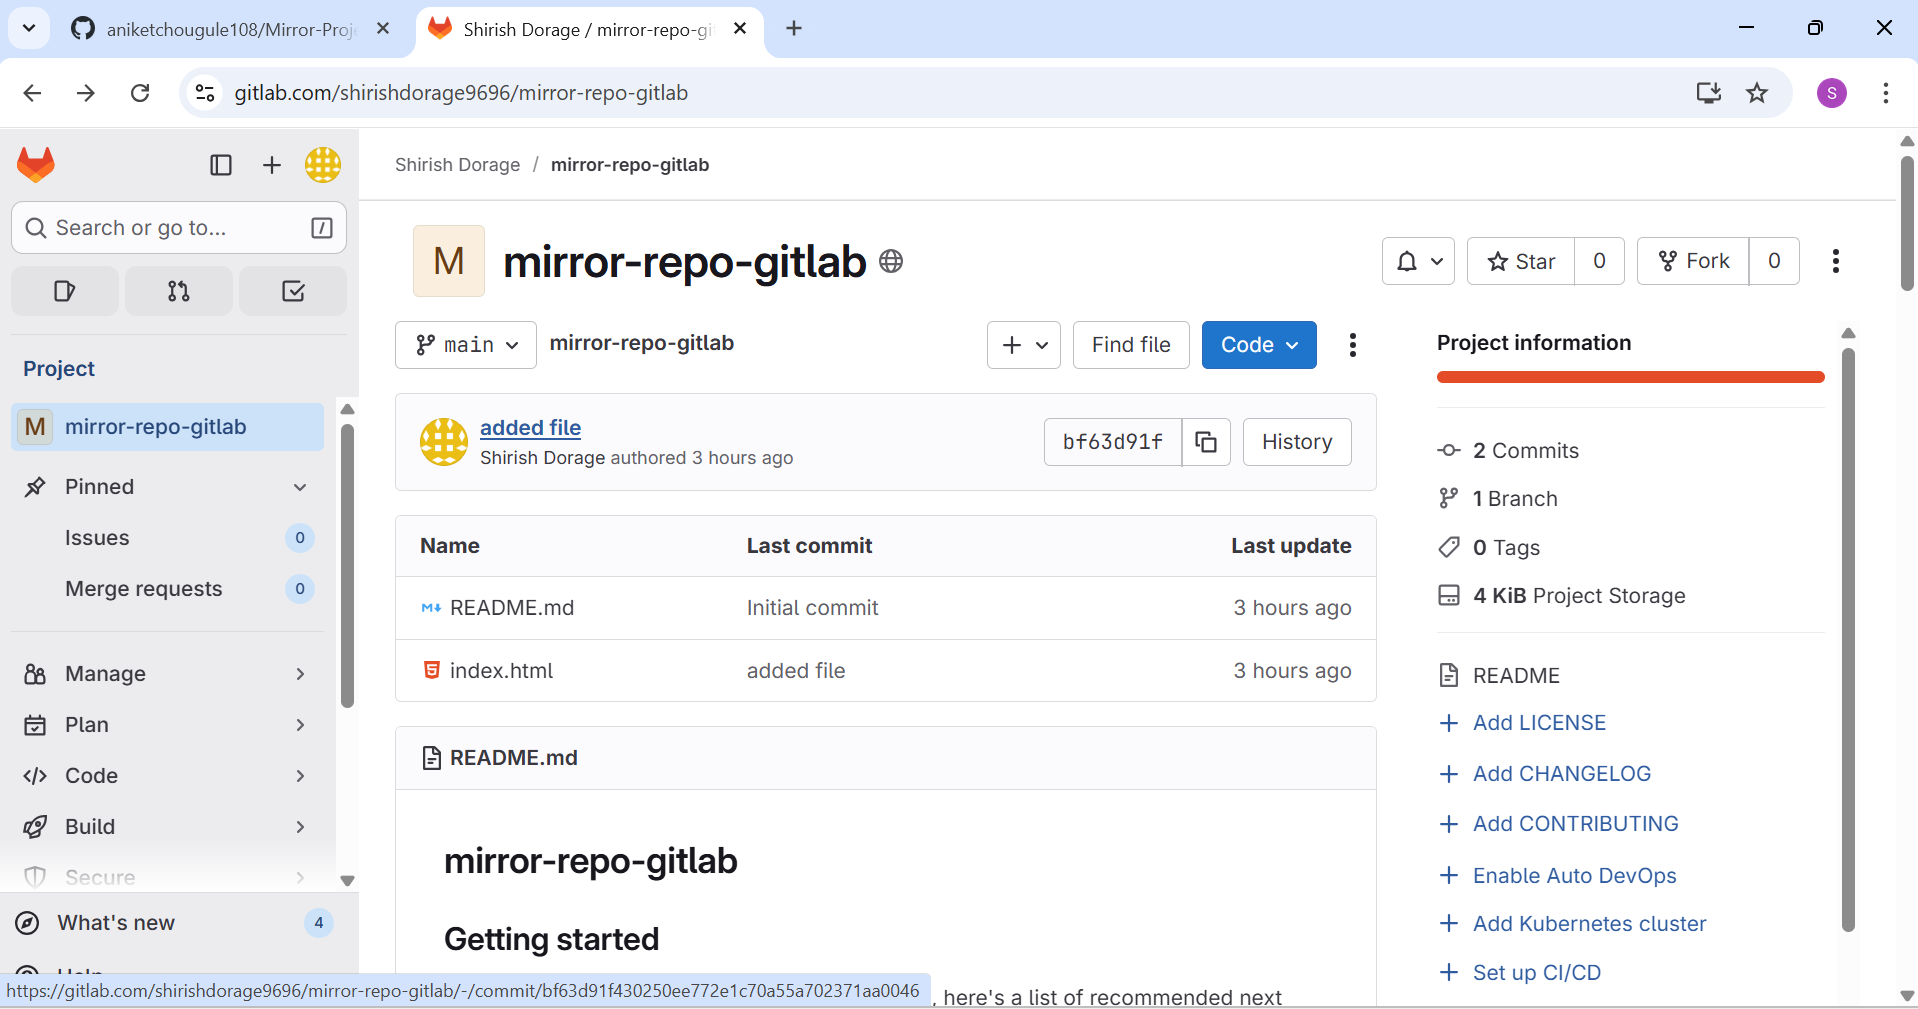 aniketchougule108/Mirror-Proj
Shirish Dorage / mirror-repo-gi
gitlab.com/shirishdorage9696/mirror-repo-gitlab
S
Shirish Dorage / mirror-repo-gitlab
Search or go to...
/
M
mirror-repo-gitlab
Star
0
Fork
0
Project
M
mirror-repo-gitlab
Pinned
Issues
0
Merge requests
0
Manage
Plan
Code
Build
Secure
What's new
4
Help
main
mirror-repo-gitlab
Find file
Code
added file
Shirish Dorage authored 3 hours ago
bf63d91f
History
Name Last commit Last update
README.md Initial commit 3 hours ago
index.html added file 3 hours ago
README.md
mirror-repo-gitlab
Getting started
, here's a list of recommended next
Project information
2 Commits
1 Branch
0 Tags
4 KiB Project Storage
README
Add LICENSE
Add CHANGELOG
Add CONTRIBUTING
Enable Auto DevOps
Add Kubernetes cluster
Set up CI/CD
https://gitlab.com/shirishdorage9696/mirror-repo-gitlab/-/commit/bf63d91f430250ee772e1c70a55a702371aa0046